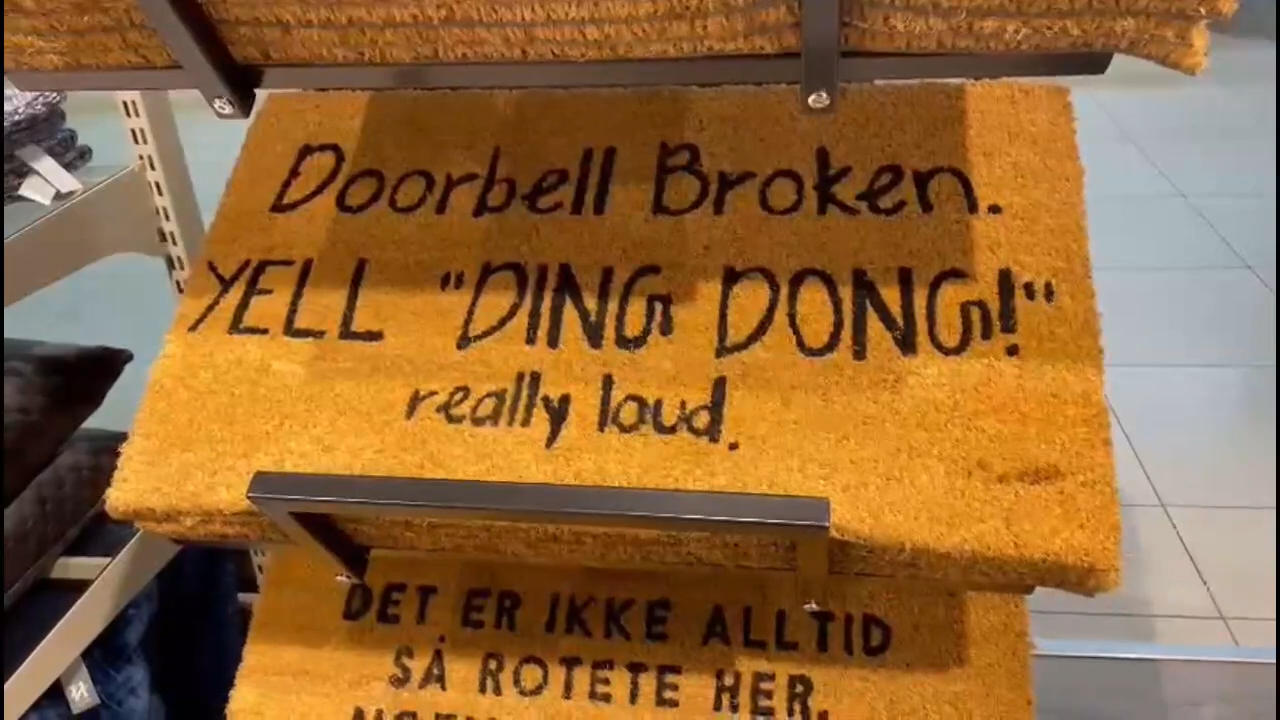 Doorbell Broken.
YELL "DING DONG!"
really loud.
DET ER IKKE ALLTID
SÅ ROTETE HER,